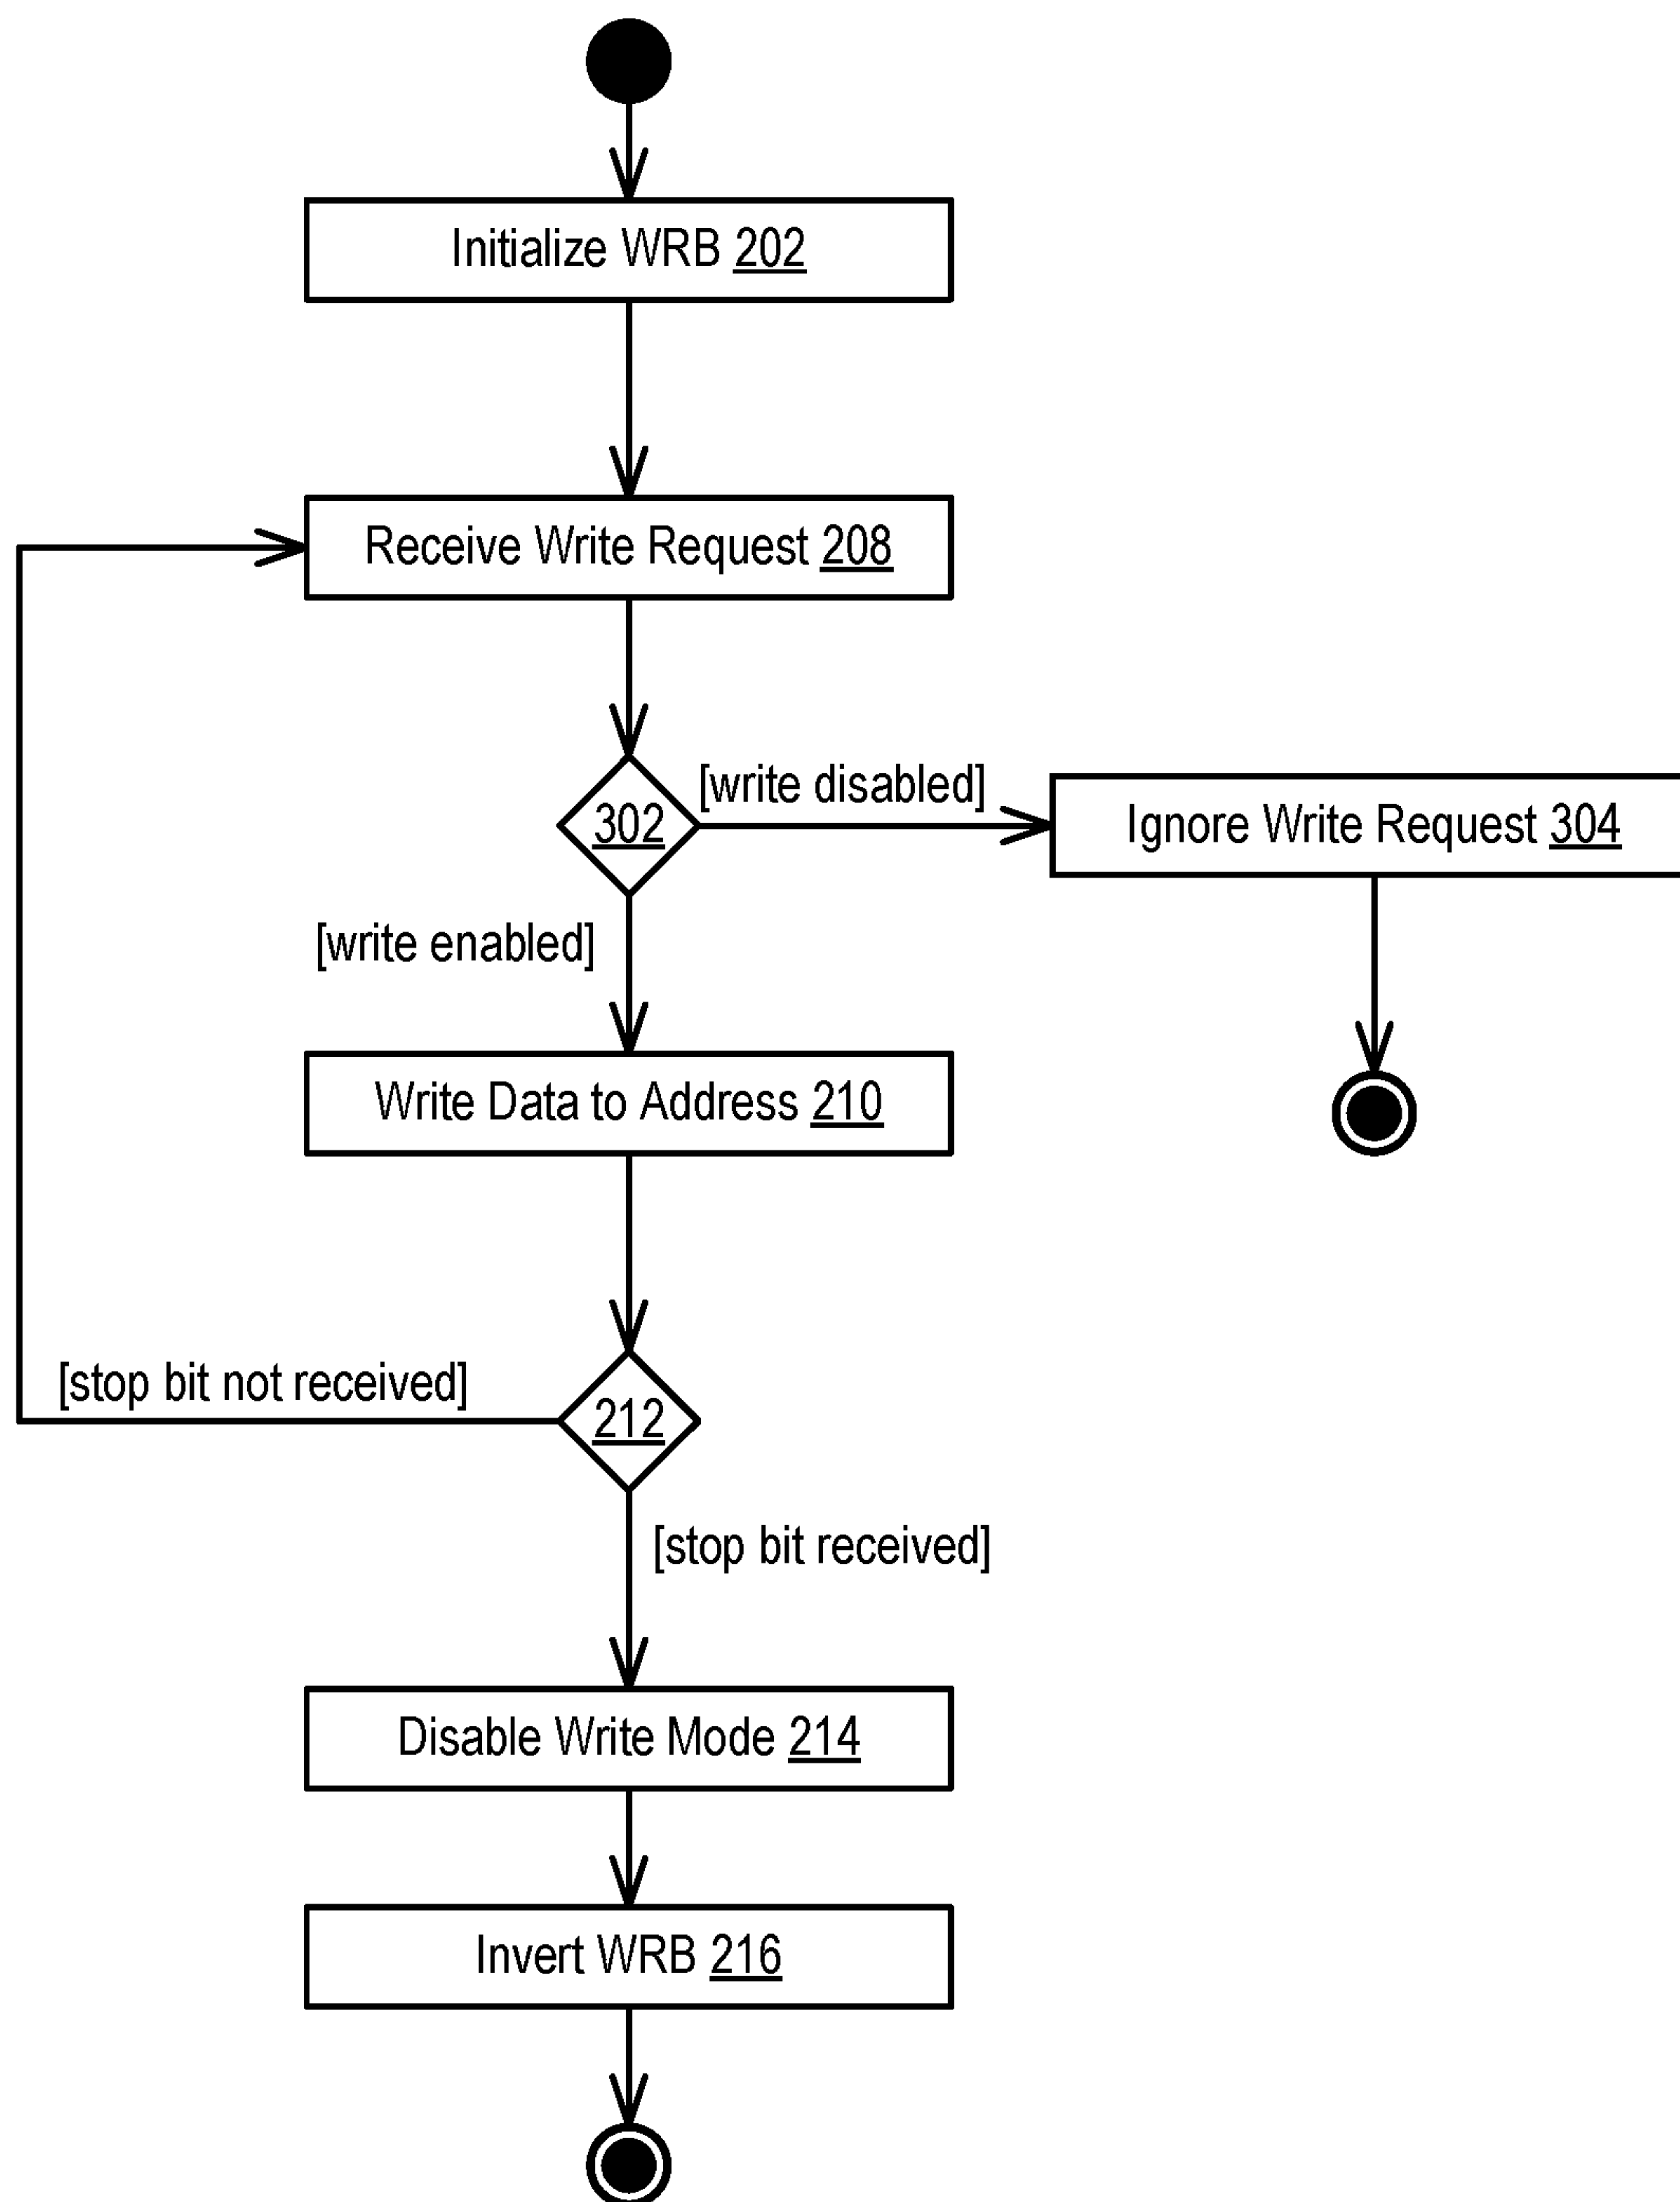 Initialize WRB 202
Receive Write Request 208
[write disabled]
302
Ignore Write Request 304
[write enabled]
Write Data to Address 210
[stop bit not received]
212
[stop bit received]
Disable Write Mode 214
Invert WRB 216